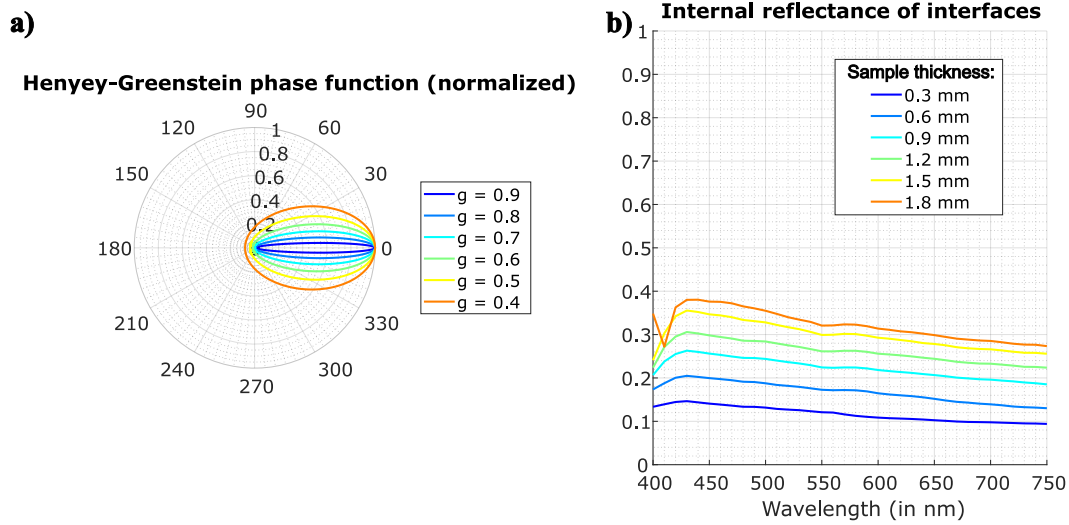 a)
Henyey-Greenstein phase function (normalized)
90
120
60
150
30
180
0
210
330
240
300
270
1
0.8
0.6
0.4
0.2
g = 0.9
g = 0.8
g = 0.7
g = 0.6
g = 0.5
g = 0.4
b)
Internal reflectance of interfaces
1
0.9
0.8
0.7
0.6
0.5
0.4
0.3
0.2
0.1
0
Sample thickness:
0.3 mm
0.6 mm
0.9 mm
1.2 mm
1.5 mm
1.8 mm
400 450 500 550 600 650 700 750
Wavelength (in nm)